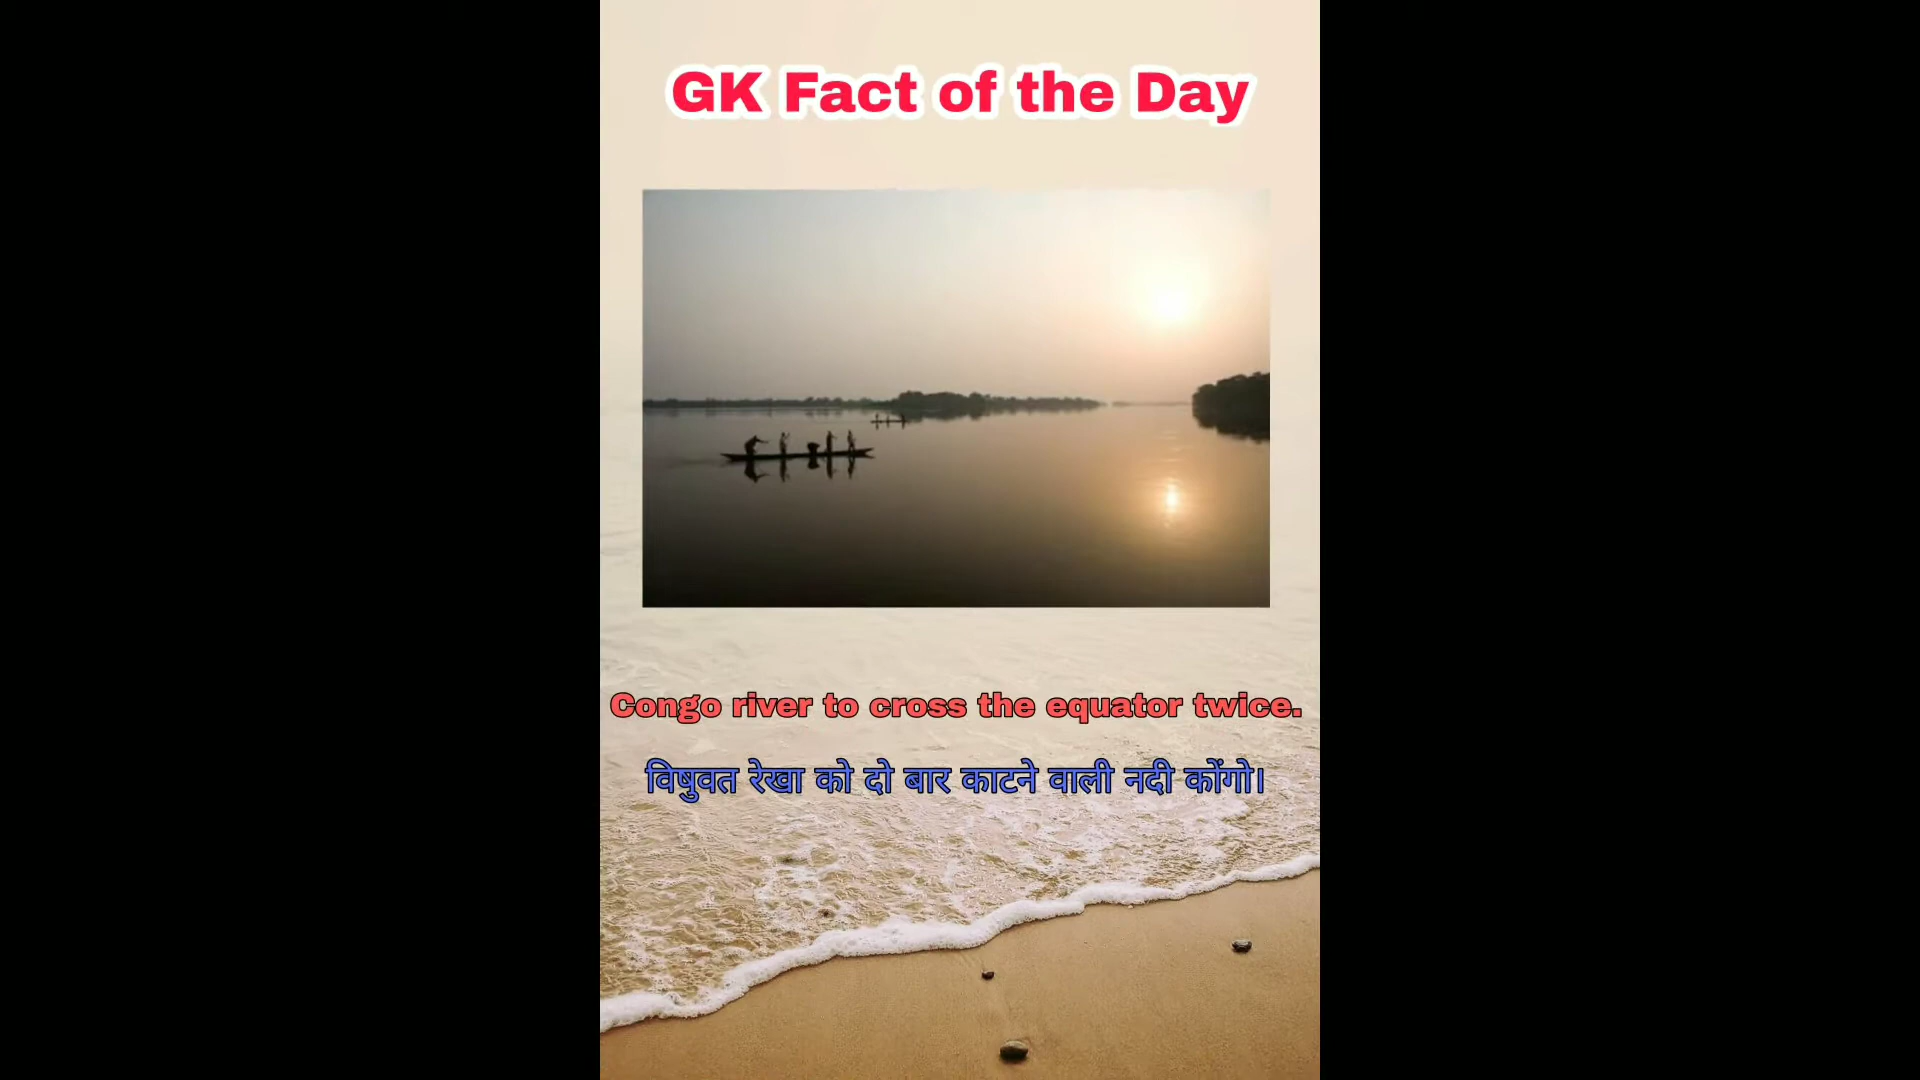 GK Fact of the Day
Congo river to cross the equator twice.
विषुवत रेखा को दो बार काटने वाली नदी कोंगो।